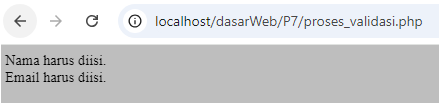 localhost/dasarWeb/P7/proses_validasi.php
Nama harus diisi.
Email harus diisi.